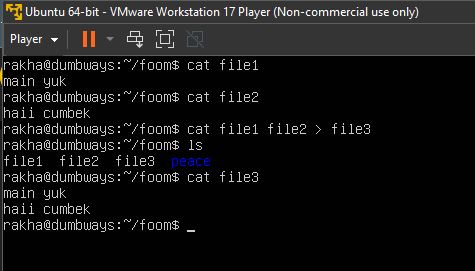 Ubuntu 64-bit - VMware Workstation 17 Player (Non-commercial use only)
Player
rakha@dumbways:~/foom$ cat file1
main yuk
rakha@dumbways:~/foom$ cat file2
haii cumbek
rakha@dumbways:~/foom$ cat file1 file2 > file3
rakha@dumbways:~/foom$ ls
file1  file2  file3  peace
rakha@dumbways:~/foom$ cat file3
main yuk
haii cumbek
rakha@dumbways:~/foom$ _